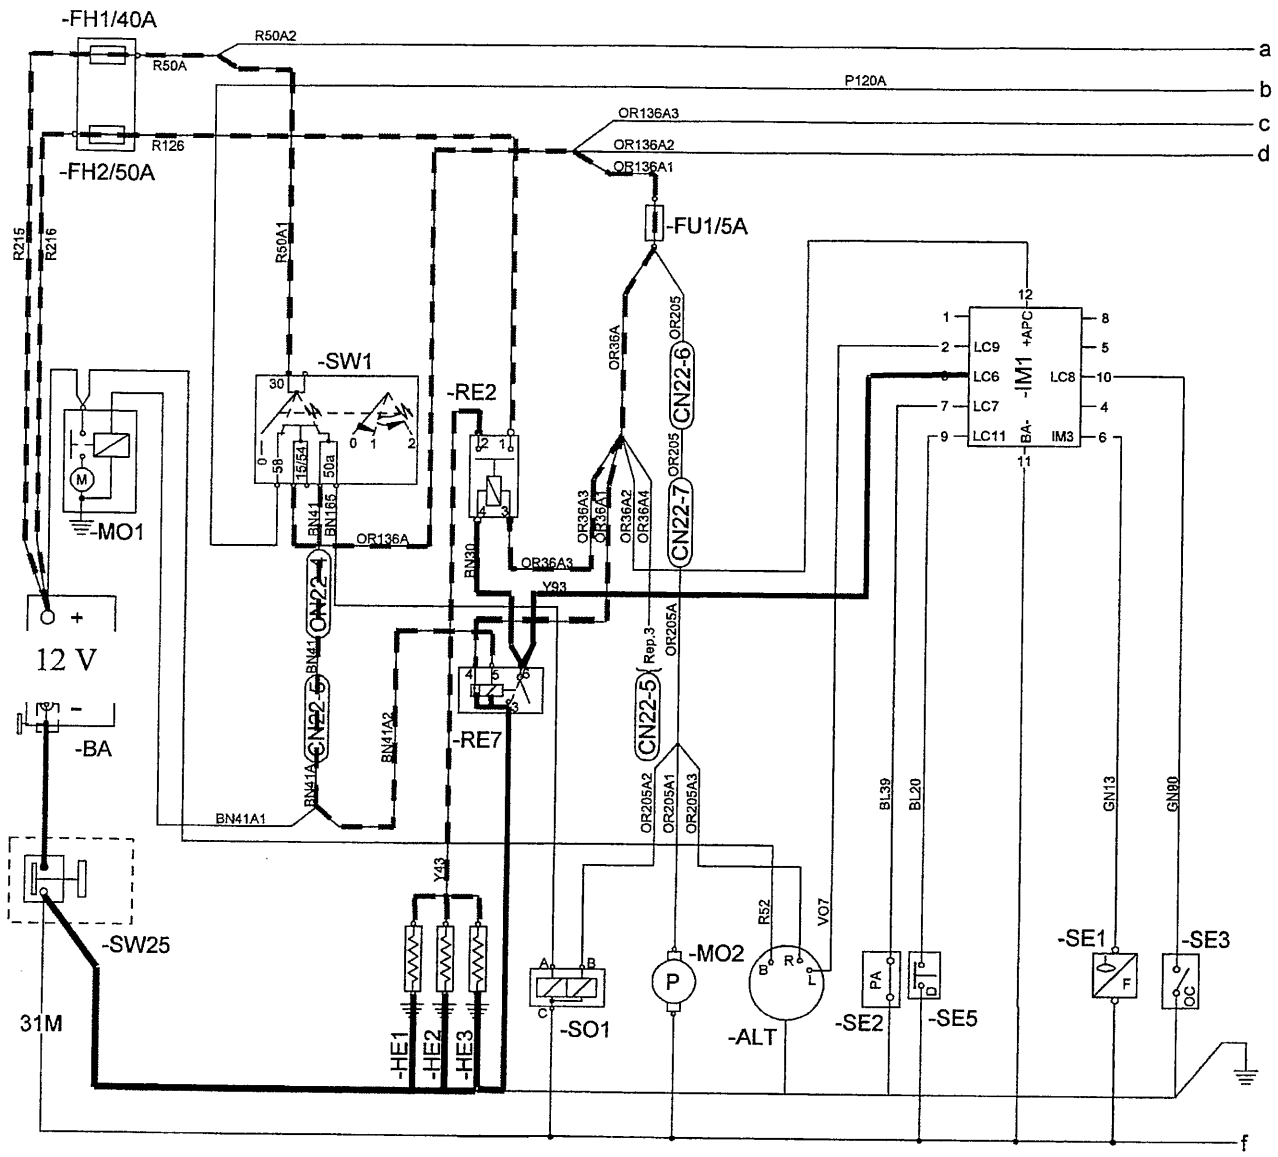 -FH1/40A
R50A2
a
R50A
P120A
b
OR136A3
c
R126
OR136A2
d
-FH2/50A
OR136A1
R215
R216
R50A1
-FU1/5A
OR36A
OR205
CN22-6
12
+APC
1
8
2
LC9
5
-IM1
LC6
LC8
10
7
LC7
4
9
LC11
BA-
IM3
6
11
-SW1
30
0
58
15/54
50a
0
1
2
-RE2
2
1
4
3
OR205
CN22-7
M
-MO1
BN41
BN165
OR136A
OR36A3
OR36A1
OR36A2
OR36A4
OR36A3
BN30
Y93
CN22-4
OR205A
+
12 V
-
-BA
BN41
CN22-5
4
5
6
3
-RE7
Rep.3
CN22-5
BN41A2
BN41A
BN41A1
OR205A2
OR205A1
OR205A3
BL39
BL20
GN13
GN80
Y43
R52
VO7
-SW25
31M
-HE1
-HE2
-HE3
A
B
C
-SO1
P
-MO2
B
R
L
-ALT
PA
-SE2
D
-SE5
-SE1
F
-SE3
OC
f